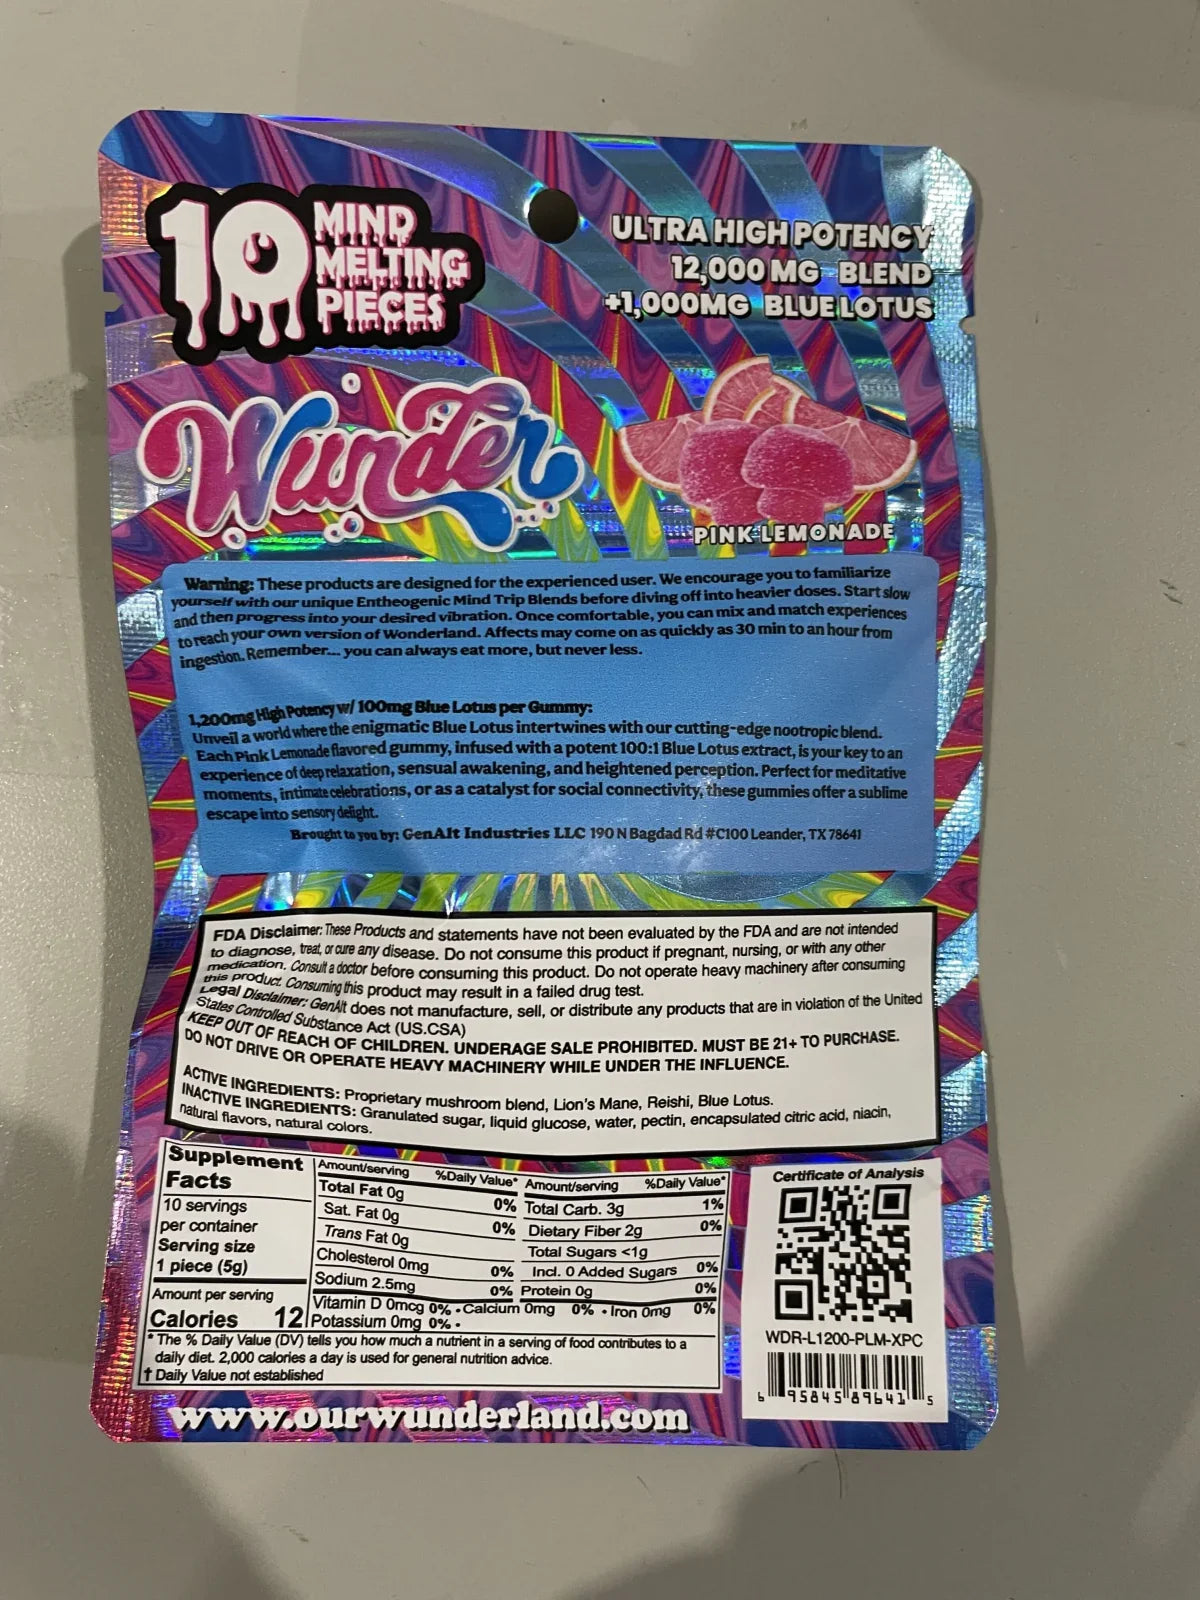 10 MIND
MELTING
PIECES
ULTRA HIGH POTENCY
12,000 MG BLEND
+1,000MG BLUE LOTUS
Wunder
PINK LEMONADE
Warning: These products are designed for the experienced user. We encourage you to familiarize
yourself with our unique Entheogenic Mind Trip Blends before diving off into heavier doses. Start slow
and then progress into your desired vibration. Once comfortable, you can mix and match experiences
to reach your own version of Wonderland. Affects may come on as quickly as 30 min to an hour from
ingestion. Remember... you can always eat more, but never less.
1,200mg High Potency w/ 100mg Blue Lotus per Gummy:
Unveil a world where the enigmatic Blue Lotus intertwines with our cutting-edge nootropic blend.
Each Pink Lemonade flavored gummy, infused with a potent 100:1 Blue Lotus extract, is your key to an
experience of deep relaxation, sensual awakening, and heightened perception. Perfect for meditative
moments, intimate celebrations, or as a catalyst for social connectivity, these gummies offer a sublime
escape into sensory delight.
Brought to you by: GenAlt Industries LLC 190 N Bagdad Rd #C100 Leander, TX 78641
FDA Disclaimer: These Products and statements have not been evaluated by the FDA and are not intended
to diagnose, treat, or cure any disease. Do not consume this product if pregnant, nursing, or with any other
medication. Consult a doctor before consuming this product. Do not operate heavy machinery after consuming
this product. Consuming this product may result in a failed drug test.
Legal Disclaimer: GenAlt does not manufacture, sell, or distribute any products that are in violation of the United
States Controlled Substance Act (US.CSA)
KEEP OUT OF REACH OF CHILDREN. UNDERAGE SALE PROHIBITED. MUST BE 21+ TO PURCHASE.
DO NOT DRIVE OR OPERATE HEAVY MACHINERY WHILE UNDER THE INFLUENCE.
ACTIVE INGREDIENTS: Proprietary mushroom blend, Lion's Mane, Reishi, Blue Lotus.
INACTIVE INGREDIENTS: Granulated sugar, liquid glucose, water, pectin, encapsulated citric acid, niacin,
natural flavors, natural colors.
Supplement
Facts
10 servings
per container
Serving size
1 piece (5g)
Amount per serving
Calories 12
Amount/serving %Daily Value*
Total Fat 0g 0%
Sat. Fat 0g 0%
Trans Fat 0g
Cholesterol 0mg 0%
Sodium 2.5mg 0%
Amount/serving %Daily Value*
Total Carb. 3g 1%
Dietary Fiber 2g 0%
Total Sugars <1g
Incl. 0 Added Sugars 0%
Protein 0g 0%
Vitamin D 0mcg 0% • Calcium 0mg 0% • Iron 0mg 0%
Potassium 0mg 0% •
* The % Daily Value (DV) tells you how much a nutrient in a serving of food contributes to a
daily diet. 2,000 calories a day is used for general nutrition advice.
† Daily Value not established
Certificate of Analysis
WDR-L1200-PLM-XPC
6 95845 89641 5
www.ourwunderland.com